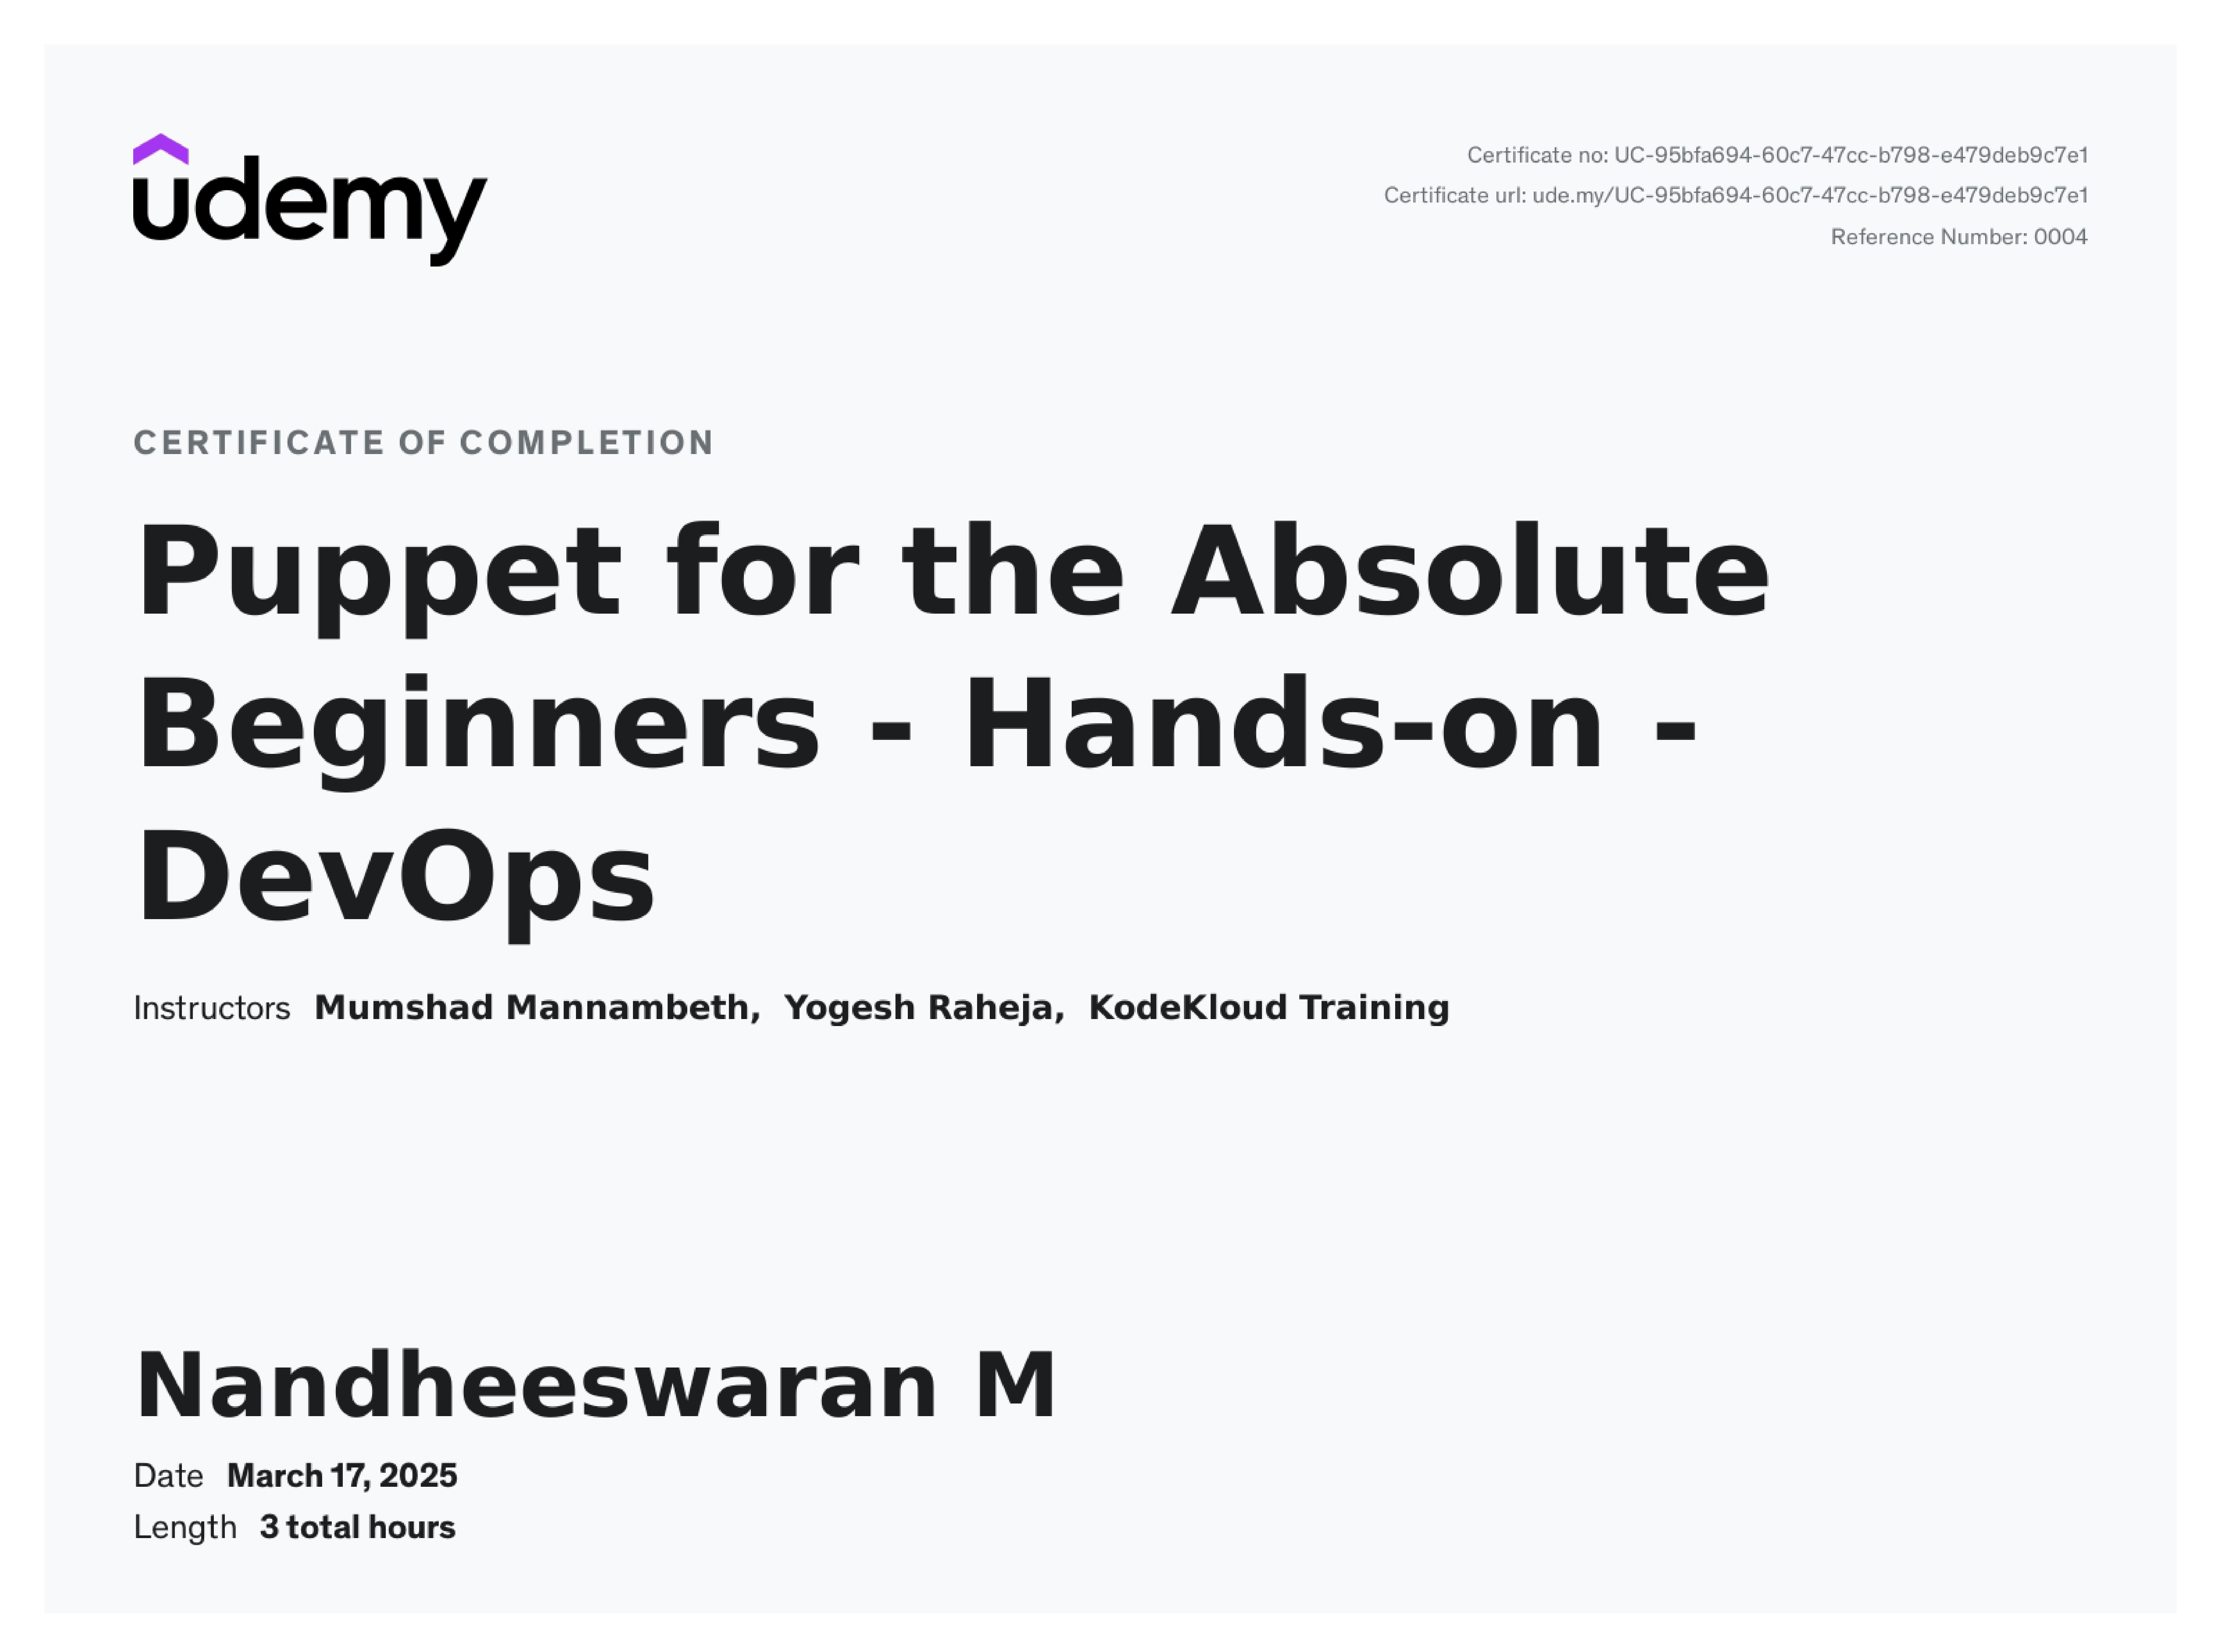 udemy
Certificate no: UC-95bfa694-60c7-47cc-b798-e479deb9c7e1
Certificate url: ude.my/UC-95bfa694-60c7-47cc-b798-e479deb9c7e1
Reference Number: 0004
CERTIFICATE OF COMPLETION
Puppet for the Absolute
Beginners - Hands-on -
DevOps
Instructors Mumshad Mannambeth, Yogesh Raheja, KodeKloud Training
Nandheeswaran M
Date March 17, 2025
Length 3 total hours